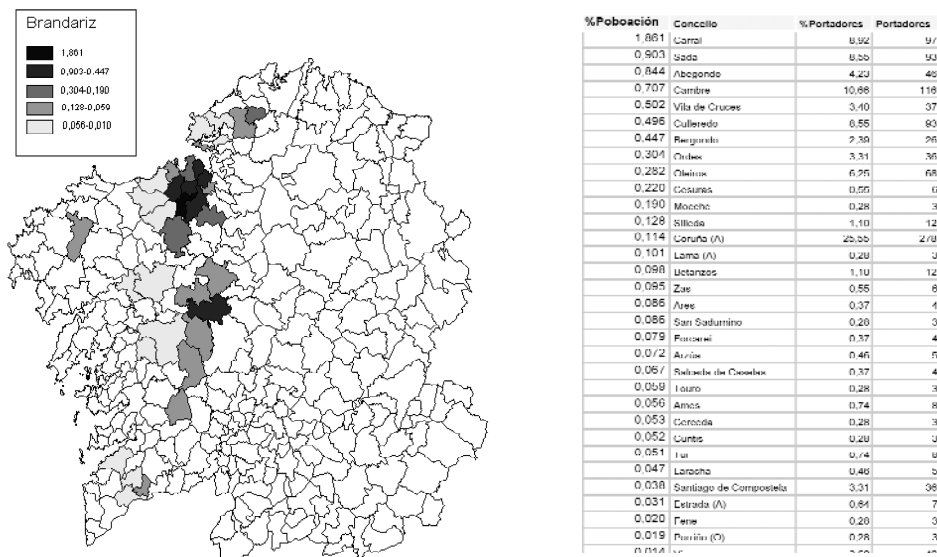 Brandariz
1,861
0,903-0.447
0,304-0,190
0,128-0,059
0,056-0,010
%Poboación Concello %Portadores Portadores
1,861 Carral 8,92 97
0,903 Sada 8,55 93
0,844 Abegondo 4,23 46
0,707 Cambre 10,66 116
0,502 Vila de Cruces 3,40 37
0,496 Culleredo 8,55 93
0,447 Bergondo 2,39 26
0,304 Ordes 3,31 36
0,282 Oleiros 6,25 68
0,220 Cesuras 0,55 6
0,190 Moeche 0,28 3
0,128 Silleda 1,10 12
0,114 Coruña (A) 25,55 278
0,101 Lama (A) 0,28 3
0,098 Betanzos 1,10 12
0,095 Zas 0,55 6
0,086 Ares 0,37 4
0,086 San Sadurnino 0,28 3
0,079 Forcarei 0,37 4
0,072 Arzúa 0,46 5
0,067 Salceda de Caselas 0,37 4
0,059 Touro 0,28 3
0,056 Ames 0,74 8
0,053 Cerceda 0,28 3
0,052 Cuntis 0,28 3
0,051 Tui 0,74 8
0,047 Laracha 0,46 5
0,038 Santiago de Compostela 3,31 36
0,031 Estrada (A) 0,64 7
0,020 Fene 0,28 3
0,019 Porriño (O) 0,28 3
0,014